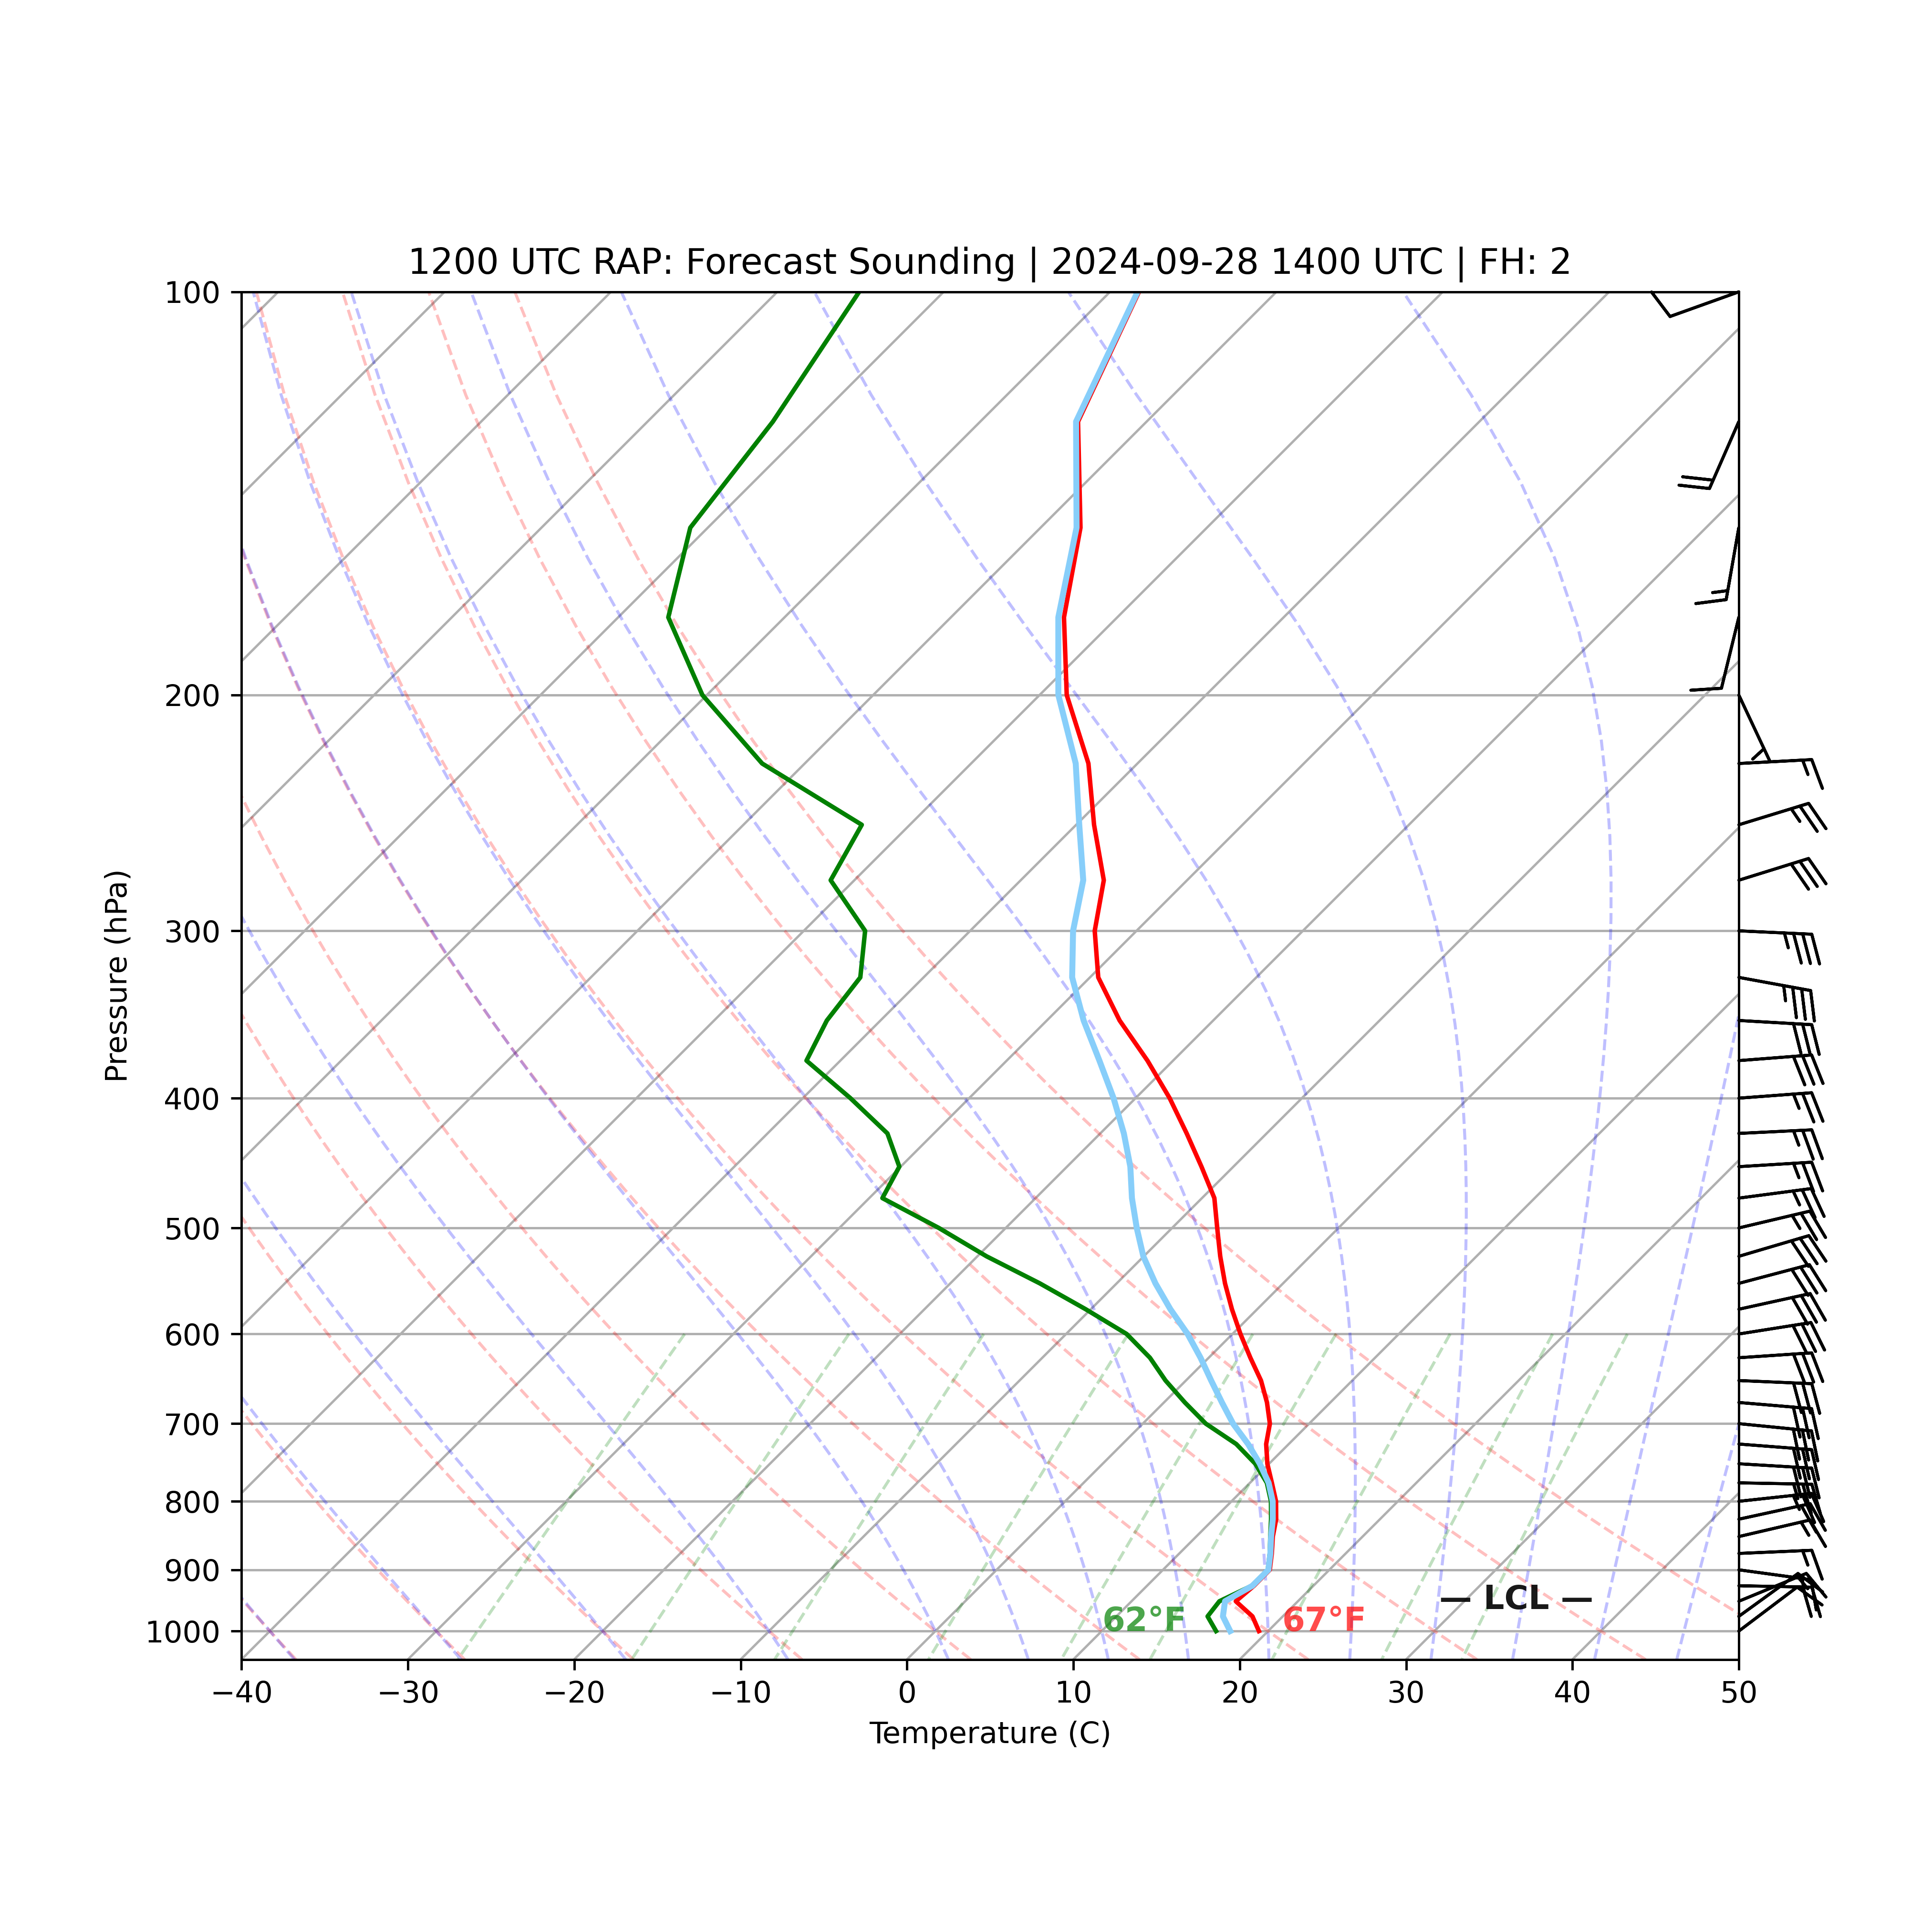 1200 UTC RAP: Forecast Sounding | 2024-09-28 1400 UTC | FH: 2
100
200
300
400
500
600
700
800
900
1000
Pressure (hPa)
62°F
67°F
— LCL —
−40 −30 −20 −10 0 10 20 30 40 50
Temperature (C)